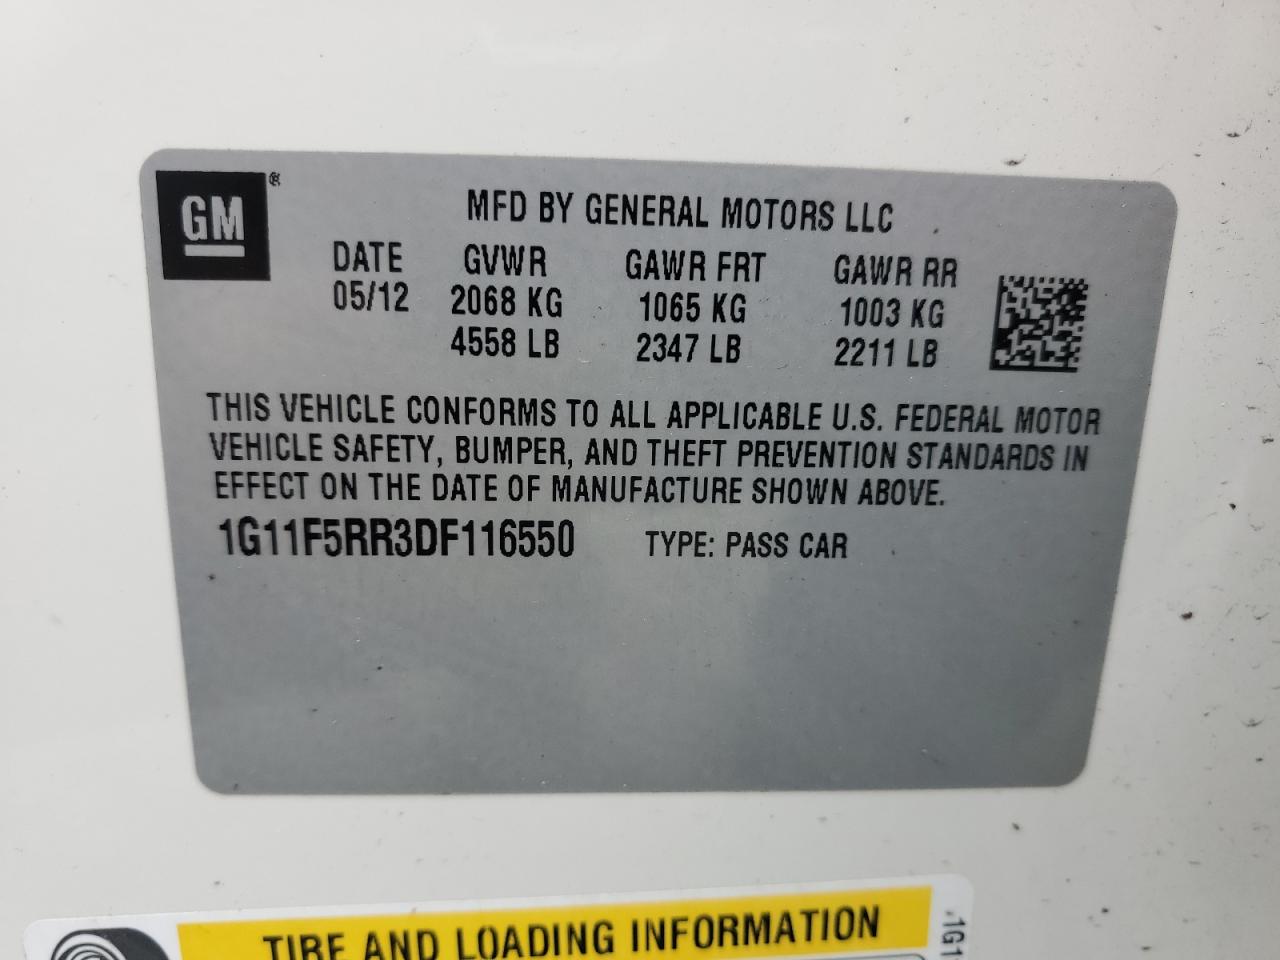 GM®
MFD BY GENERAL MOTORS LLC
DATE GVWR GAWR FRT GAWR RR
05/12 2068 KG 1065 KG 1003 KG
4558 LB 2347 LB 2211 LB
THIS VEHICLE CONFORMS TO ALL APPLICABLE U.S. FEDERAL MOTOR
VEHICLE SAFETY, BUMPER, AND THEFT PREVENTION STANDARDS IN
EFFECT ON THE DATE OF MANUFACTURE SHOWN ABOVE.
1G11F5RR3DF116550 TYPE: PASS CAR
TIRE AND LOADING INFORMATION
1G1